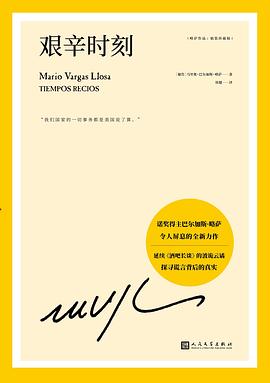 艰辛时刻
(略萨作品:精装珍藏版)
Mario Vargas Llosa
TIEMPOS RECIOS
[秘鲁] 马里奥·巴尔加斯·略萨 — 著
侯健 — 译
“我们国家的一切事务都是美国说了算。”
诺奖得主巴尔加斯·略萨
令人屏息的全新力作
延续《酒吧长谈》的波诡云谲
探寻谎言背后的真实
人民文学出版社